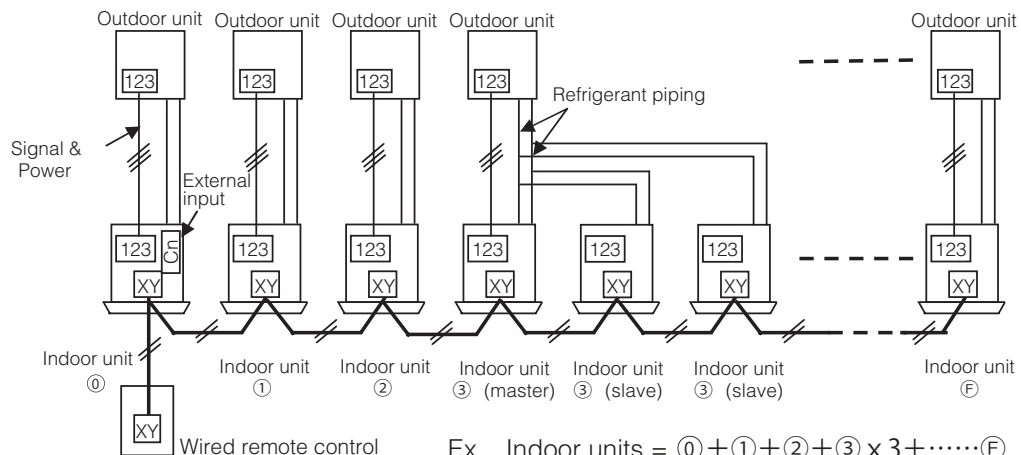 Outdoor unit Outdoor unit Outdoor unit Outdoor unit Outdoor unit
123 123 123 123 123
Refrigerant piping
Signal &
Power
External
input
Cn
123 123 123 123 123 123 123
XY XY XY XY XY XY XY
Indoor unit
⓪
Indoor unit
①
Indoor unit
②
Indoor unit
③ (master)
Indoor unit
③ (slave)
Indoor unit
③ (slave)
Indoor unit
Ⓕ
XY
Wired remote control
Ex. Indoor units = ⓪+①+②+③ x 3+······Ⓕ